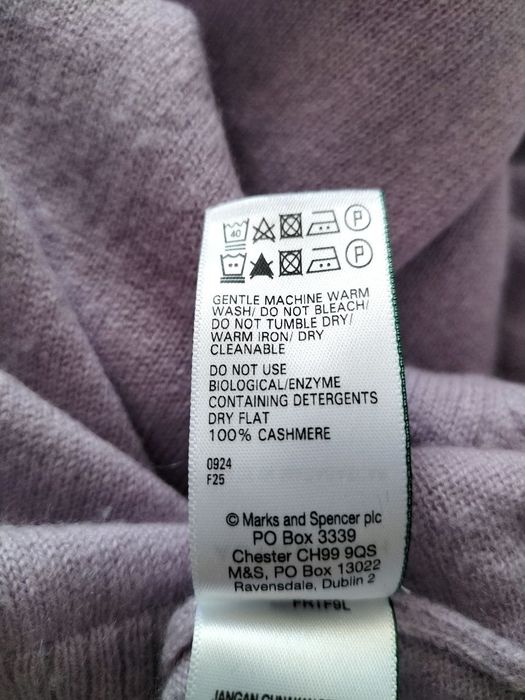 40 P
P
GENTLE MACHINE WARM
WASH/ DO NOT BLEACH/
DO NOT TUMBLE DRY/
WARM IRON/ DRY
CLEANABLE
DO NOT USE
BIOLOGICAL/ENZYME
CONTAINING DETERGENTS
DRY FLAT
100% CASHMERE
0924
F25
© Marks and Spencer plc
PO Box 3339
Chester CH99 9QS
M&S, PO Box 13022
Ravensdale, Dublin 2